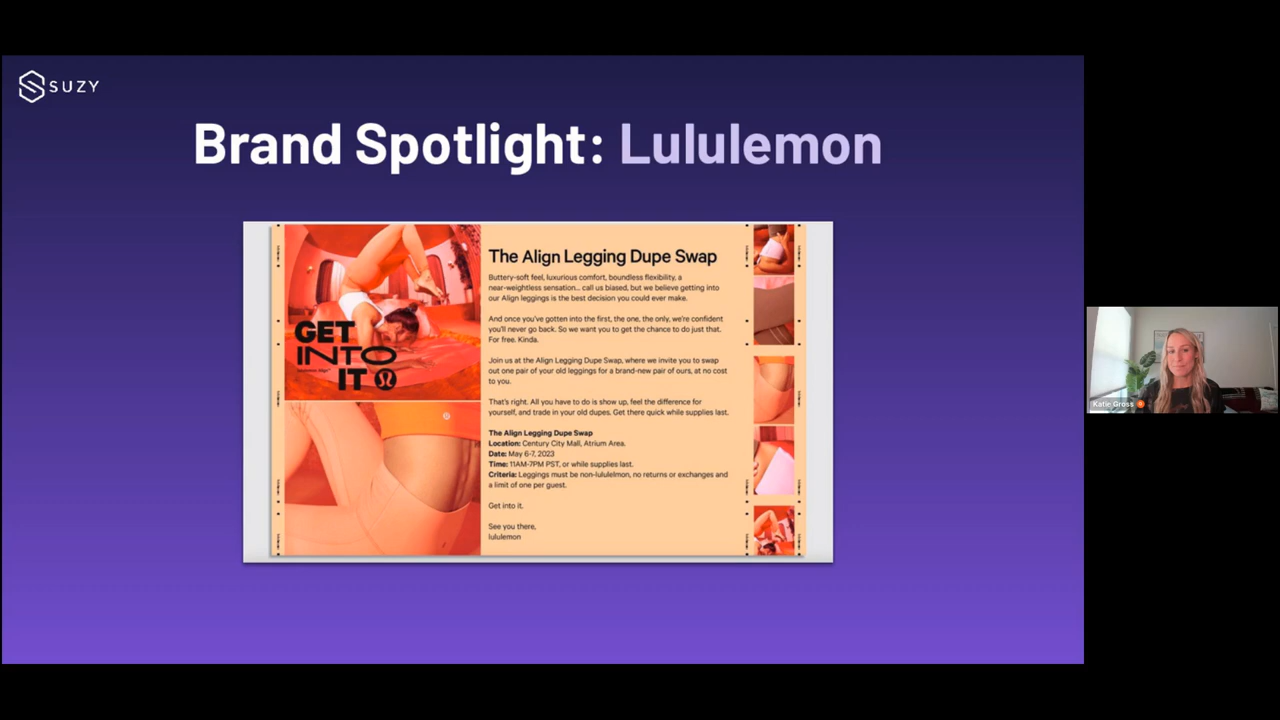 SUZY
Brand Spotlight: Lululemon
GET
INTO
IT
The Align Legging Dupe Swap
Buttery-soft feel, luxurious comfort, boundless flexibility, a
near-weightless sensation... call us biased, but we believe getting into
our Align leggings is the best decision you could ever make.
And once you've gotten into the first, the one, the only, we're confident
you'll never go back. So we want you to get the chance to do just that.
For free. Kinda.
Join us at the Align Legging Dupe Swap, where we invite you to swap
out one pair of your old leggings for a brand-new pair of ours, at no cost
to you.
That's right. All you have to do is show up, feel the difference for
yourself, and trade in your old dupes. Get there quick while supplies last.
The Align Legging Dupe Swap
Location: Century City Mall, Atrium Area.
Date: May 6-7, 2023
Time: 11AM-7PM PST, or while supplies last.
Criteria: Leggings must be non-lululelmon, no returns or exchanges and
a limit of one per guest.
Get into it.
See you there,
lululemon
Katie Gross